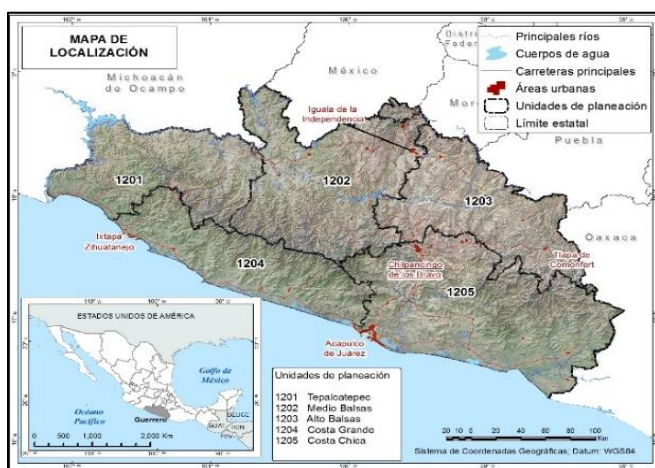 MAPA DE
LOCALIZACIÓN
Michoacán
de Ocampo
México
Principales ríos
Cuerpos de agua
Carreteras principales
Áreas urbanas
Unidades de planeación
Límite estatal
Puebla
Oaxaca
Iguala de la
Independencia
1201
1202
1203
1204
1205
Ixtapa
Zihuatanejo
Chilpancingo
de los Bravo
Tlapa de
Comonfort
Acapulco
de Juárez
ESTADOS UNIDOS DE AMÉRICA
Golfo de
México
Océano
Pacífico
Guerrero
BELICE
0 500 1,000 2,000 Km
Unidades de planeación
1201 Tepalcatepec
1202 Medio Balsas
1203 Alto Balsas
1204 Costa Grando
1205 Costa Chica
20 10 0 20 40 60 80 100
Km
Sistema de Coordenadas Geográficas; Datum: WGS84